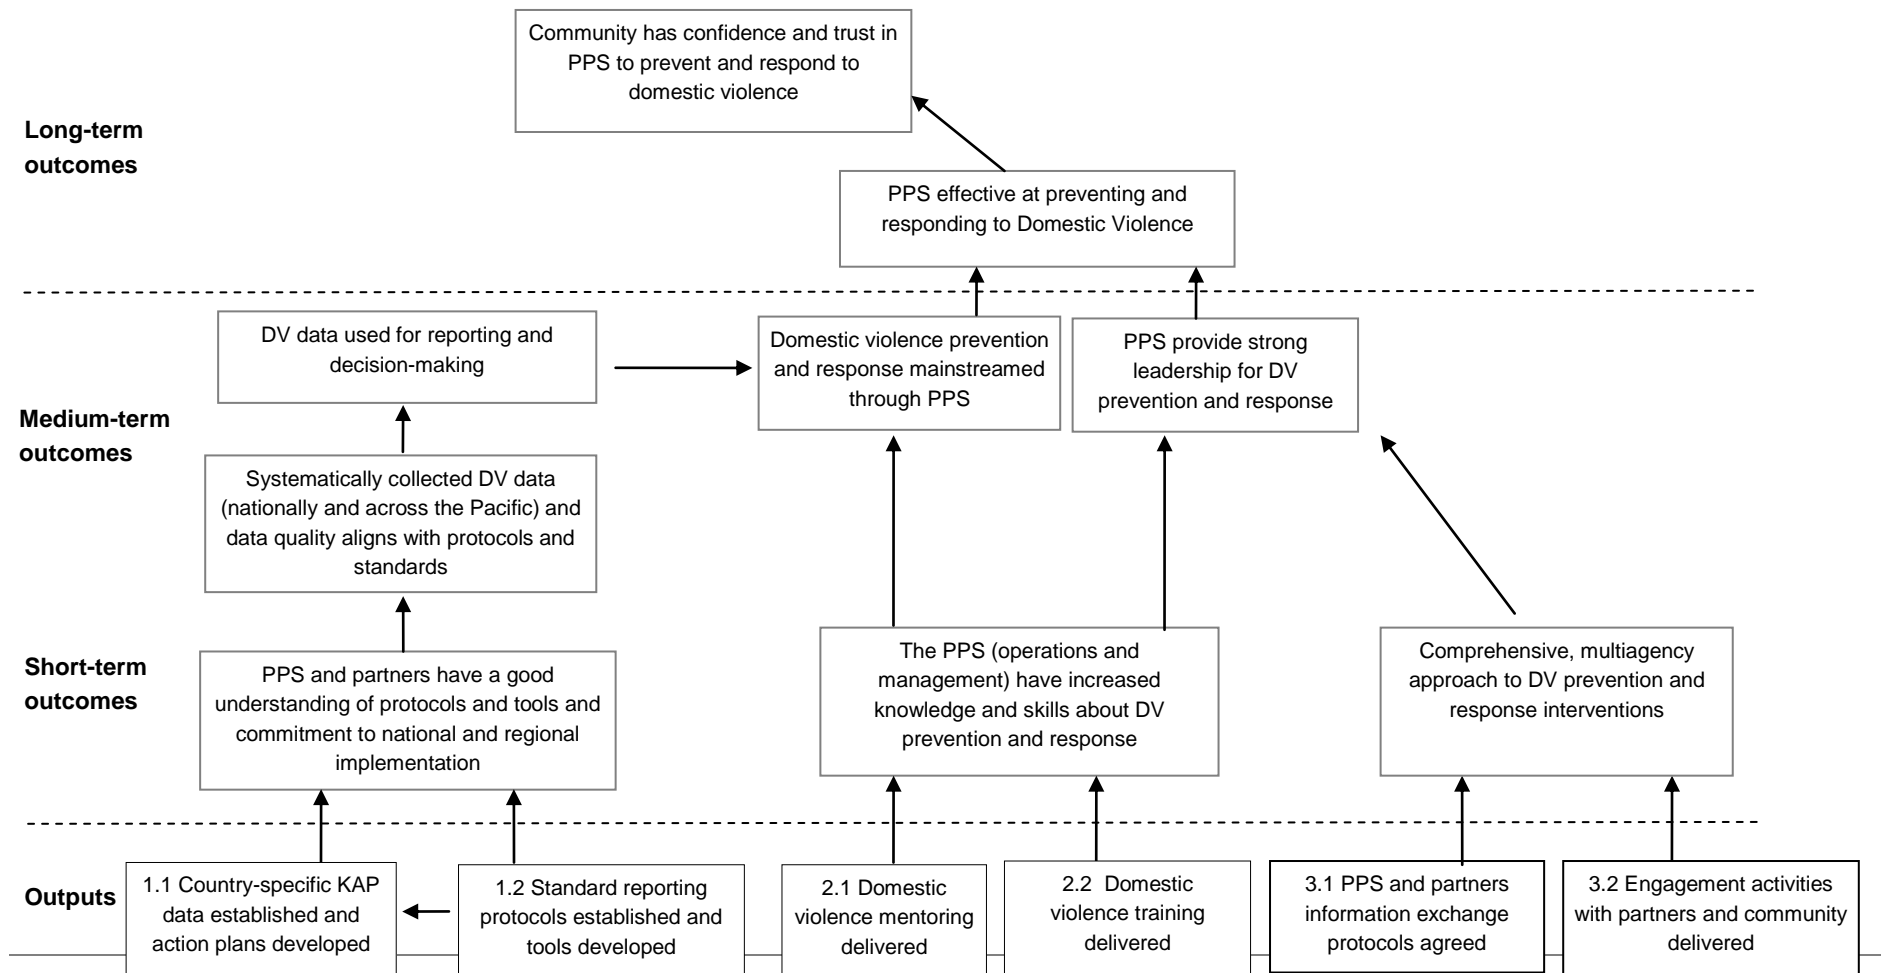 Community has confidence and trust in
PPS to prevent and respond to
domestic violence
Long-term
outcomes
PPS effective at preventing and
responding to Domestic Violence
DV data used for reporting and
decision-making
Domestic violence prevention
and response mainstreamed
through PPS
PPS provide strong
leadership for DV
prevention and response
Medium-term
outcomes
Systematically collected DV data
(nationally and across the Pacific) and
data quality aligns with protocols and
standards
Short-term
outcomes
PPS and partners have a good
understanding of protocols and tools and
commitment to national and regional
implementation
The PPS (operations and
management) have increased
knowledge and skills about DV
prevention and response
Comprehensive, multiagency
approach to DV prevention and
response interventions
Outputs
1.1 Country-specific KAP
data established and
action plans developed
1.2 Standard reporting
protocols established and
tools developed
2.1 Domestic
violence mentoring
delivered
2.2 Domestic
violence training
delivered
3.1 PPS and partners
information exchange
protocols agreed
3.2 Engagement activities
with partners and community
delivered